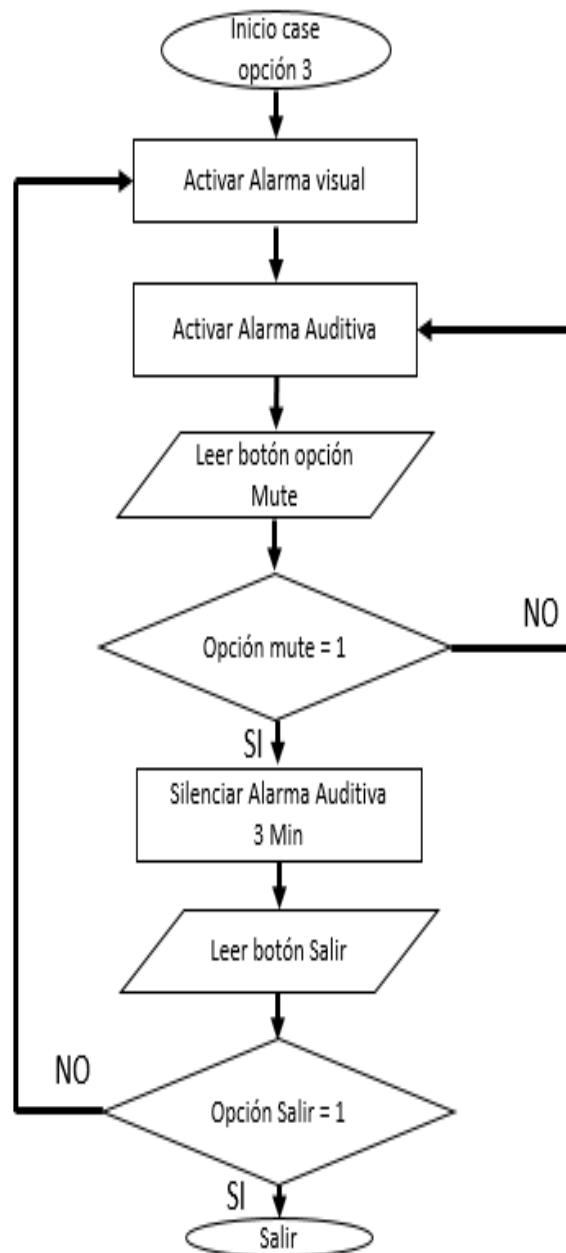 Inicio case
opción 3
Activar Alarma visual
Activar Alarma Auditiva
Leer botón opción
Mute
Opción mute = 1
NO
SI
Silenciar Alarma Auditiva
3 Min
Leer botón Salir
NO
Opción Salir = 1
SI
Salir